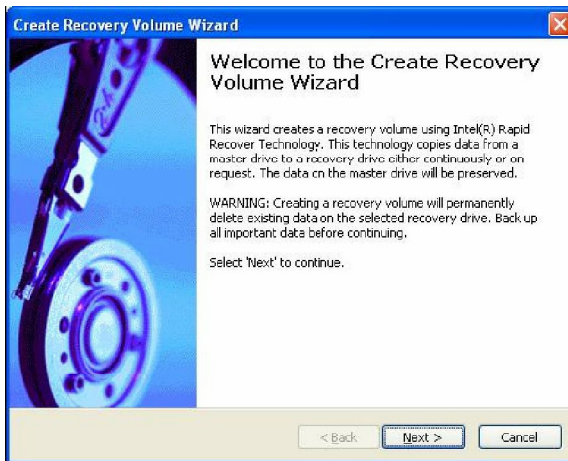 Create Recovery Volume Wizard
Welcome to the Create Recovery
Volume Wizard
This wizard creates a recovery volume using Intel(R) Rapid
Recover Technology. This technology copies data from a
master drive to a recovery drive either continuously or on
request. The data on the master drive will be preserved.
WARNING: Creating a recovery volume will permanently
delete existing data on the selected recovery drive. Back up
all important data before continuing.
Select 'Next' to continue.
< Back
Next >
Cancel